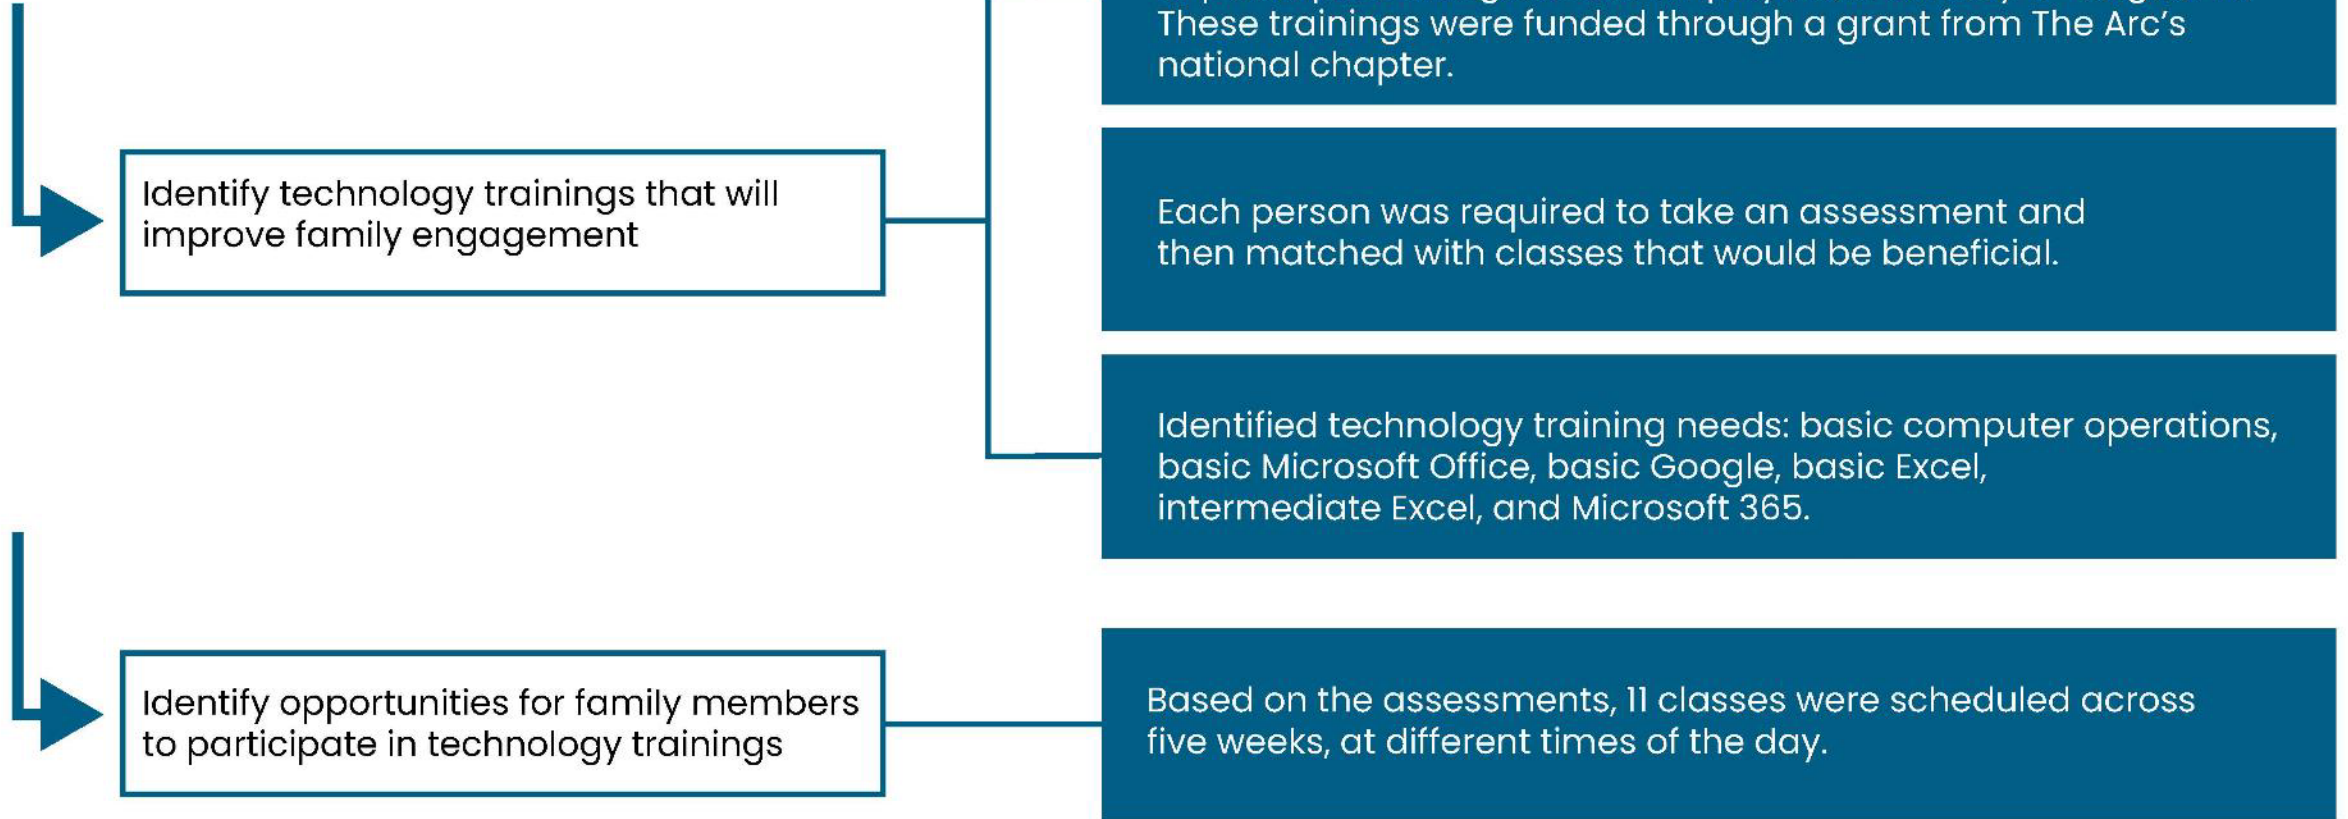 These trainings were funded through a grant from The Arc’s
national chapter.
Identify technology trainings that will
improve family engagement
Each person was required to take an assessment and
then matched with classes that would be beneficial.
Identified technology training needs: basic computer operations,
basic Microsoft Office, basic Google, basic Excel,
intermediate Excel, and Microsoft 365.
Identify opportunities for family members
to participate in technology trainings
Based on the assessments, 11 classes were scheduled across
five weeks, at different times of the day.